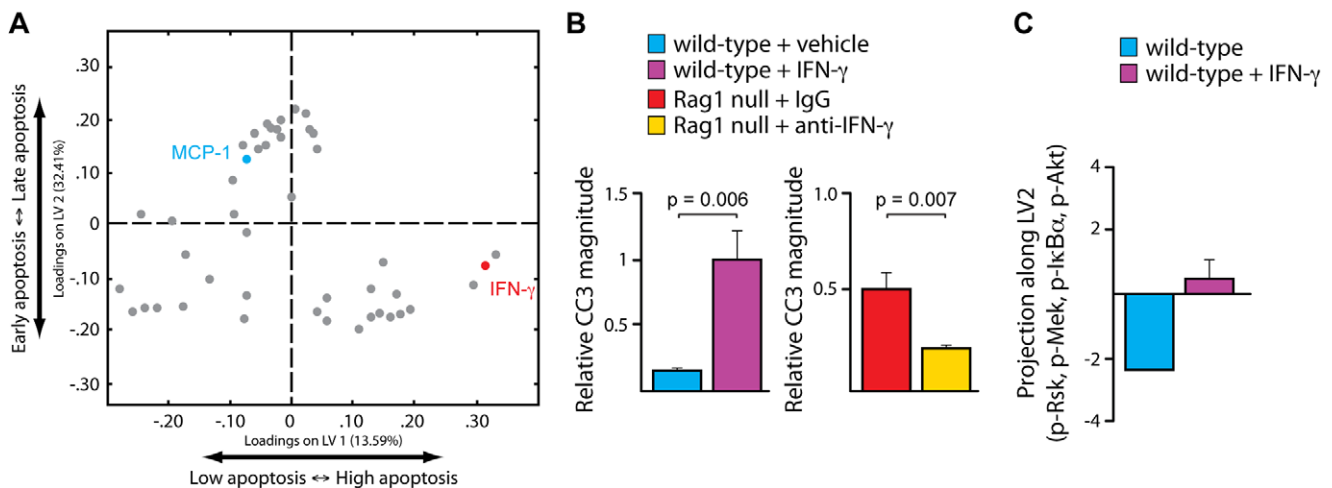 A
Early apoptosis ↔ Late apoptosis
Loadings on LV 2 (32.41%)
.30
.20
.10
0
-.10
-.20
-.30
MCP-1
IFN-γ
-.20
-.10
0
.10
.20
.30
Loadings on LV 1 (13.59%)
Low apoptosis ↔ High apoptosis
B
wild-type + vehicle
wild-type + IFN-γ
Rag1 null + IgG
Rag1 null + anti-IFN-γ
Relative CC3 magnitude
1.5
1
0.5
p = 0.006
Relative CC3 magnitude
1.0
0.5
p = 0.007
C
wild-type
wild-type + IFN-γ
Projection along LV2
(p-Rsk, p-Mek, p-IκBα, p-Akt)
4
2
0
-2
-4